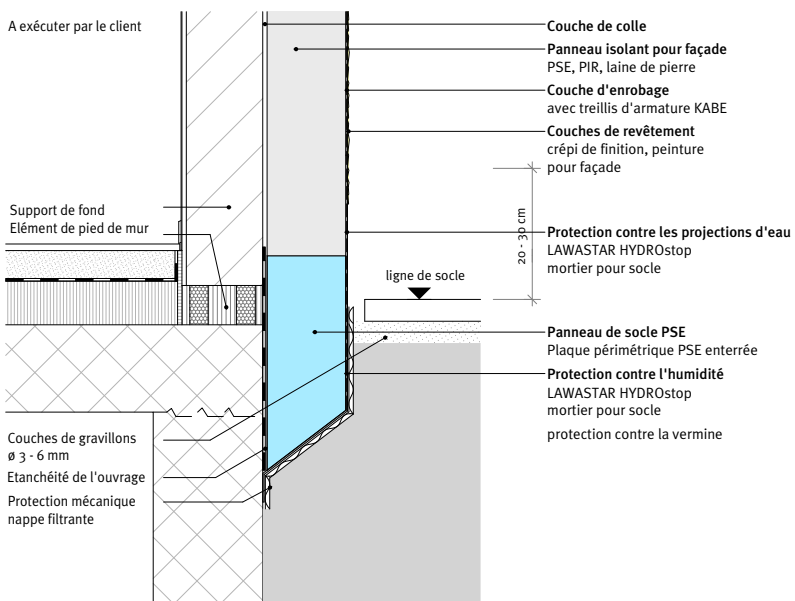 A exécuter par le client
Couche de colle
Panneau isolant pour façade
PSE, PIR, laine de pierre
Couche d'enrobage
avec treillis d'armature KABE
Couches de revêtement
crépi de finition, peinture
pour façade
Support de fond
Elément de pied de mur
20 - 30 cm
Protection contre les projections d'eau
LAWASTAR HYDROstop
mortier pour socle
ligne de socle
Panneau de socle PSE
Plaque périmétrique PSE enterrée
Protection contre l'humidité
LAWASTAR HYDROstop
mortier pour socle
protection contre la vermine
Couches de gravillons
ø 3 - 6 mm
Etanchéité de l'ouvrage
Protection mécanique
nappe filtrante